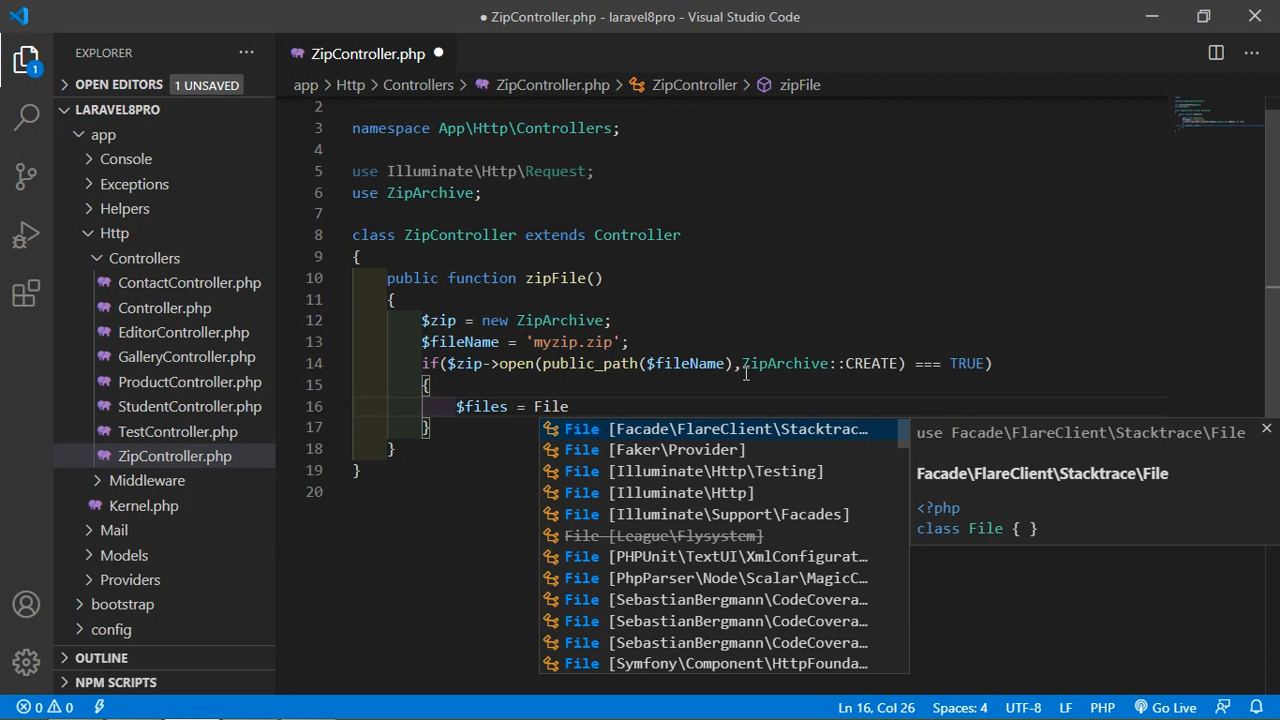 ● ZipController.php - laravel8pro - Visual Studio Code
EXPLORER
ZipController.php
1
OPEN EDITORS 1 UNSAVED
app > Http > Controllers > ZipController.php > ZipController > zipFile
LARAVEL8PRO
app
Console
Exceptions
Helpers
Http
Controllers
ContactController.php
Controller.php
EditorController.php
GalleryController.php
ProductController.php
StudentController.php
TestController.php
ZipController.php
Middleware
Kernel.php
Mail
Models
Providers
bootstrap
config
OUTLINE
NPM SCRIPTS
2
3 namespace App\Http\Controllers;
4
5 use Illuminate\Http\Request;
6 use ZipArchive;
7
8 class ZipController extends Controller
9 {
10 public function zipFile()
11 {
12 $zip = new ZipArchive;
13 $fileName = 'myzip.zip';
14 if($zip->open(public_path($fileName),ZipArchive::CREATE) === TRUE)
15 {
16 $files = File
17 }
18 }
19 }
20
File [Facade\FlareClient\Stacktrac…
File [Faker\Provider]
File [Illuminate\Http\Testing]
File [Illuminate\Http]
File [Illuminate\Support\Facades]
File [League\Flysystem]
File [PHPUnit\TextUI\XmlConfigurat…
File [PhpParser\Node\Scalar\MagicC…
File [SebastianBergmann\CodeCovera…
File [SebastianBergmann\CodeCovera…
File [SebastianBergmann\CodeCovera…
File [Symfony\Component\HttpFounda…
use Facade\FlareClient\Stacktrace\File
Facade\FlareClient\Stacktrace\File
<?php
class File { }
0 0 Ln 16, Col 26 Spaces: 4 UTF-8 LF PHP Go Live